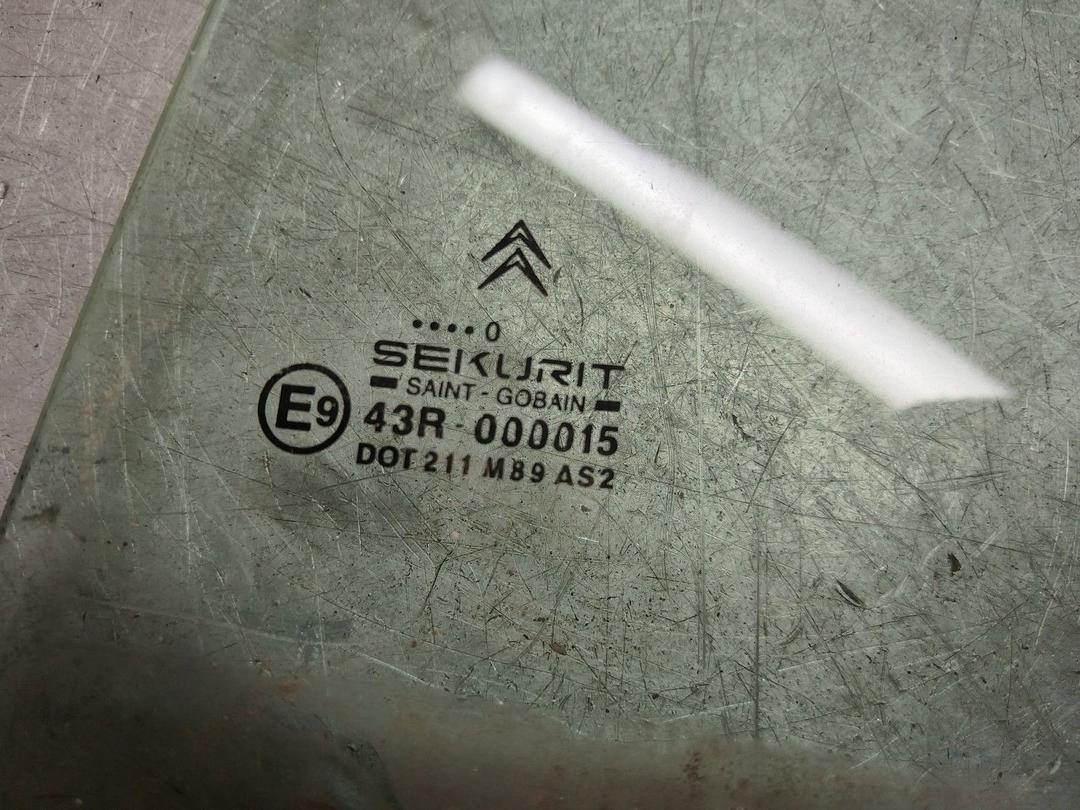 ....0
SEKURIT
SAINT-GOBAIN
E9
43R-000015
DOT 211 M89 AS2